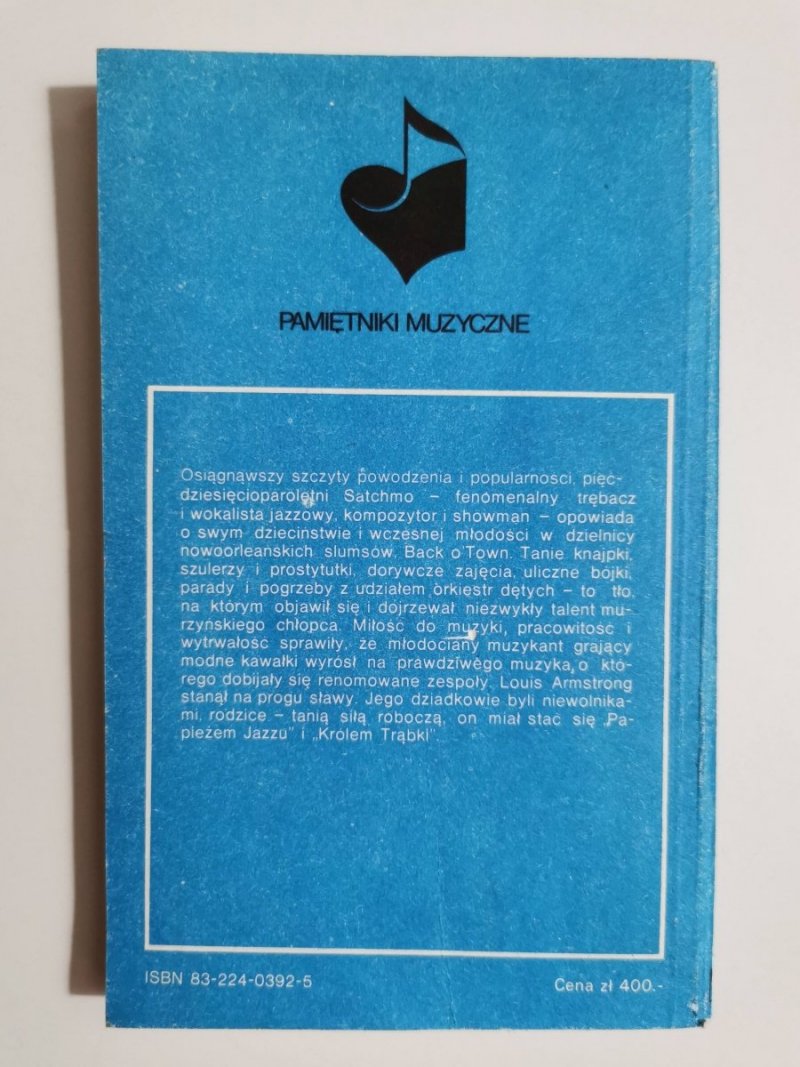 PAMIĘTNIKI MUZYCZNE
Osiągnąwszy szczyty powodzenia i popularności, pięć-
dziesięcioparoletni Satchmo – fenomenalny trębacz
i wokalista jazzowy, kompozytor i showman – opowiada
o swym dzieciństwie i wczesnej młodości w dzielnicy
nowoorleańskich slumsów, Back o'Town. Tanie knajpki,
szulerzy i prostytutki, dorywcze zajęcia, uliczne bójki,
parady i pogrzeby z udziałem orkiestr dętych – to tło,
na którym objawił się i dojrzewał niezwykły talent mu-
rzyńskiego chłopca. Miłość do muzyki, pracowitość i
wytrwałość sprawiły, że młodociany muzykant grający
modne kawałki wyrósł na prawdziwego muzyka, o któ-
rego dobijały się renomowane zespoły. Louis Armstrong
stanął na progu sławy. Jego dziadkowie byli niewolnika-
mi, rodzice – tanią siłą roboczą, on miał stać się „Pa-
pieżem Jazzu" i „Królem Trąbki".
ISBN 83-224-0392-5
Cena zł 400.-